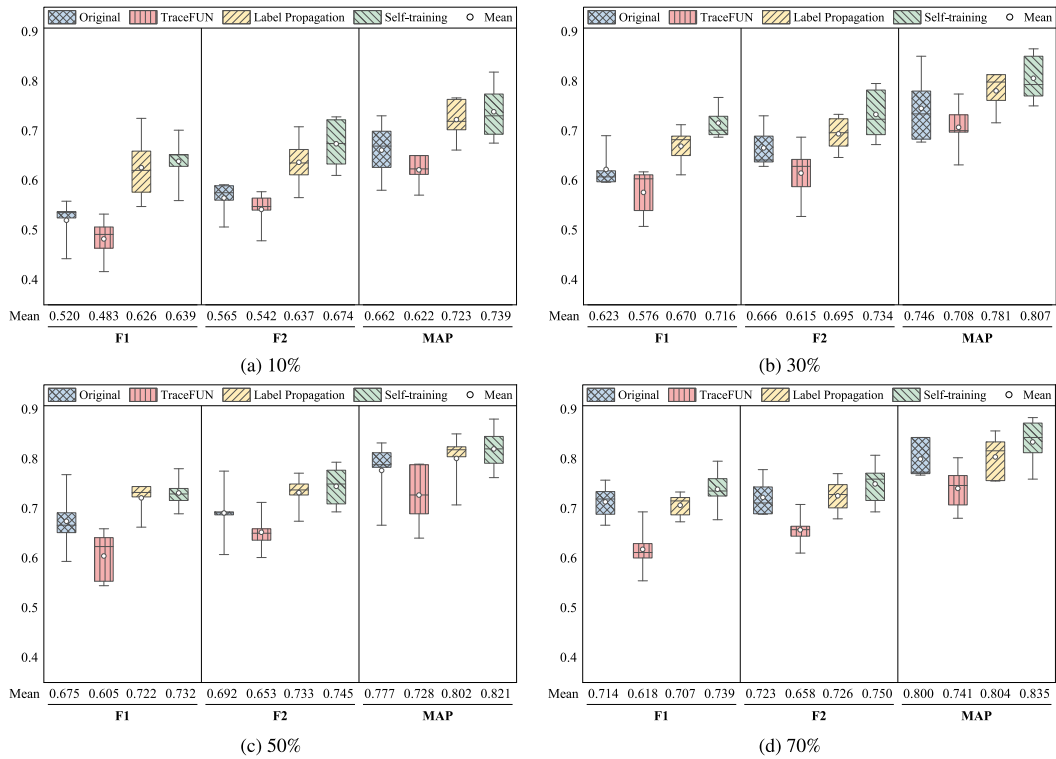 Original TraceFUN Label Propagation Self-training Mean
0.9
0.8
0.7
0.6
0.5
0.4
Mean 0.520 0.483 0.626 0.639 0.565 0.542 0.637 0.674 0.662 0.622 0.723 0.739
F1 F2 MAP
(a) 10%
Original TraceFUN Label Propagation Self-training Mean
0.9
0.8
0.7
0.6
0.5
0.4
Mean 0.623 0.576 0.670 0.716 0.666 0.615 0.695 0.734 0.746 0.708 0.781 0.807
F1 F2 MAP
(b) 30%
Original TraceFUN Label Propagation Self-training Mean
0.9
0.8
0.7
0.6
0.5
0.4
Mean 0.675 0.605 0.722 0.732 0.692 0.653 0.733 0.745 0.777 0.728 0.802 0.821
F1 F2 MAP
(c) 50%
Original TraceFUN Label Propagation Self-training Mean
0.9
0.8
0.7
0.6
0.5
0.4
Mean 0.714 0.618 0.707 0.739 0.723 0.658 0.726 0.750 0.800 0.741 0.804 0.835
F1 F2 MAP
(d) 70%